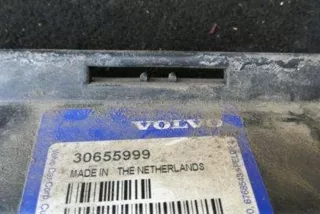 VOLVO
30655999
MADE IN THE NETHERLANDS